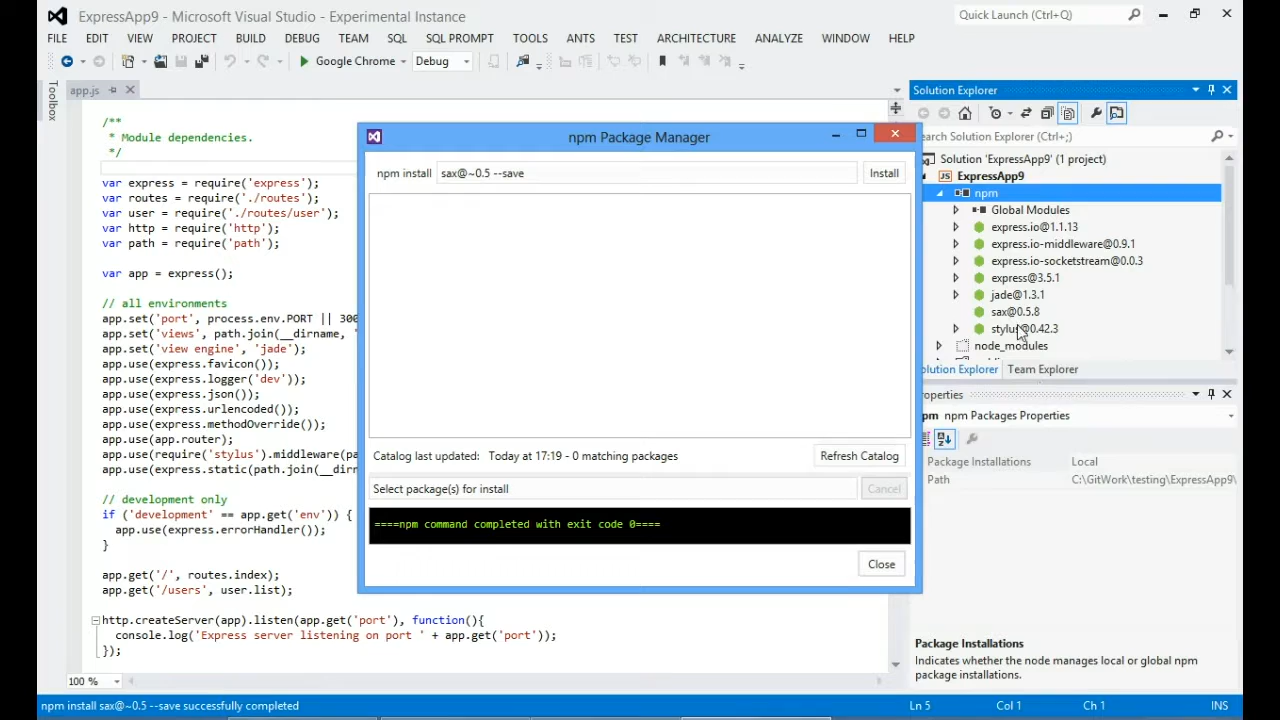 ExpressApp9 - Microsoft Visual Studio - Experimental Instance
Quick Launch (Ctrl+Q)
FILE EDIT VIEW PROJECT BUILD DEBUG TEAM SQL SQL PROMPT TOOLS ANTS TEST ARCHITECTURE ANALYZE WINDOW HELP
Google Chrome Debug
Toolbox
app.js
/**
* Module dependencies.
*/
var express = require('express');
var routes = require('./routes');
var user = require('./routes/user');
var http = require('http');
var path = require('path');
var app = express();
// all environments
app.set('port', process.env.PORT || 300
app.set('views', path.join(__dirname, '
app.set('view engine', 'jade');
app.use(express.favicon());
app.use(express.logger('dev'));
app.use(express.json());
app.use(express.urlencoded());
app.use(express.methodOverride());
app.use(app.router);
app.use(require('stylus').middleware(pa
app.use(express.static(path.join(__dirn
// development only
if ('development' == app.get('env')) {
app.use(express.errorHandler());
}
app.get('/', routes.index);
app.get('/users', user.list);
http.createServer(app).listen(app.get('port'), function(){
console.log('Express server listening on port ' + app.get('port'));
});
100 %
npm Package Manager
npm install sax@~0.5 --save Install
Catalog last updated: Today at 17:19 - 0 matching packages Refresh Catalog
Select package(s) for install Cancel
====npm command completed with exit code 0====
Close
Solution Explorer
earch Solution Explorer (Ctrl+;)
Solution 'ExpressApp9' (1 project)
JS ExpressApp9
npm
Global Modules
express.io@1.1.13
express.io-middleware@0.9.1
express.io-socketstream@0.0.3
express@3.5.1
jade@1.3.1
sax@0.5.8
stylus@0.42.3
node_modules
olution Explorer Team Explorer
roperties
pm npm Packages Properties
Package Installations Local
Path C:\GitWork\testing\ExpressApp9\
Package Installations
Indicates whether the node manages local or global npm
package installations.
npm install sax@~0.5 --save successfully completed
Ln 5 Col 1 Ch 1 INS